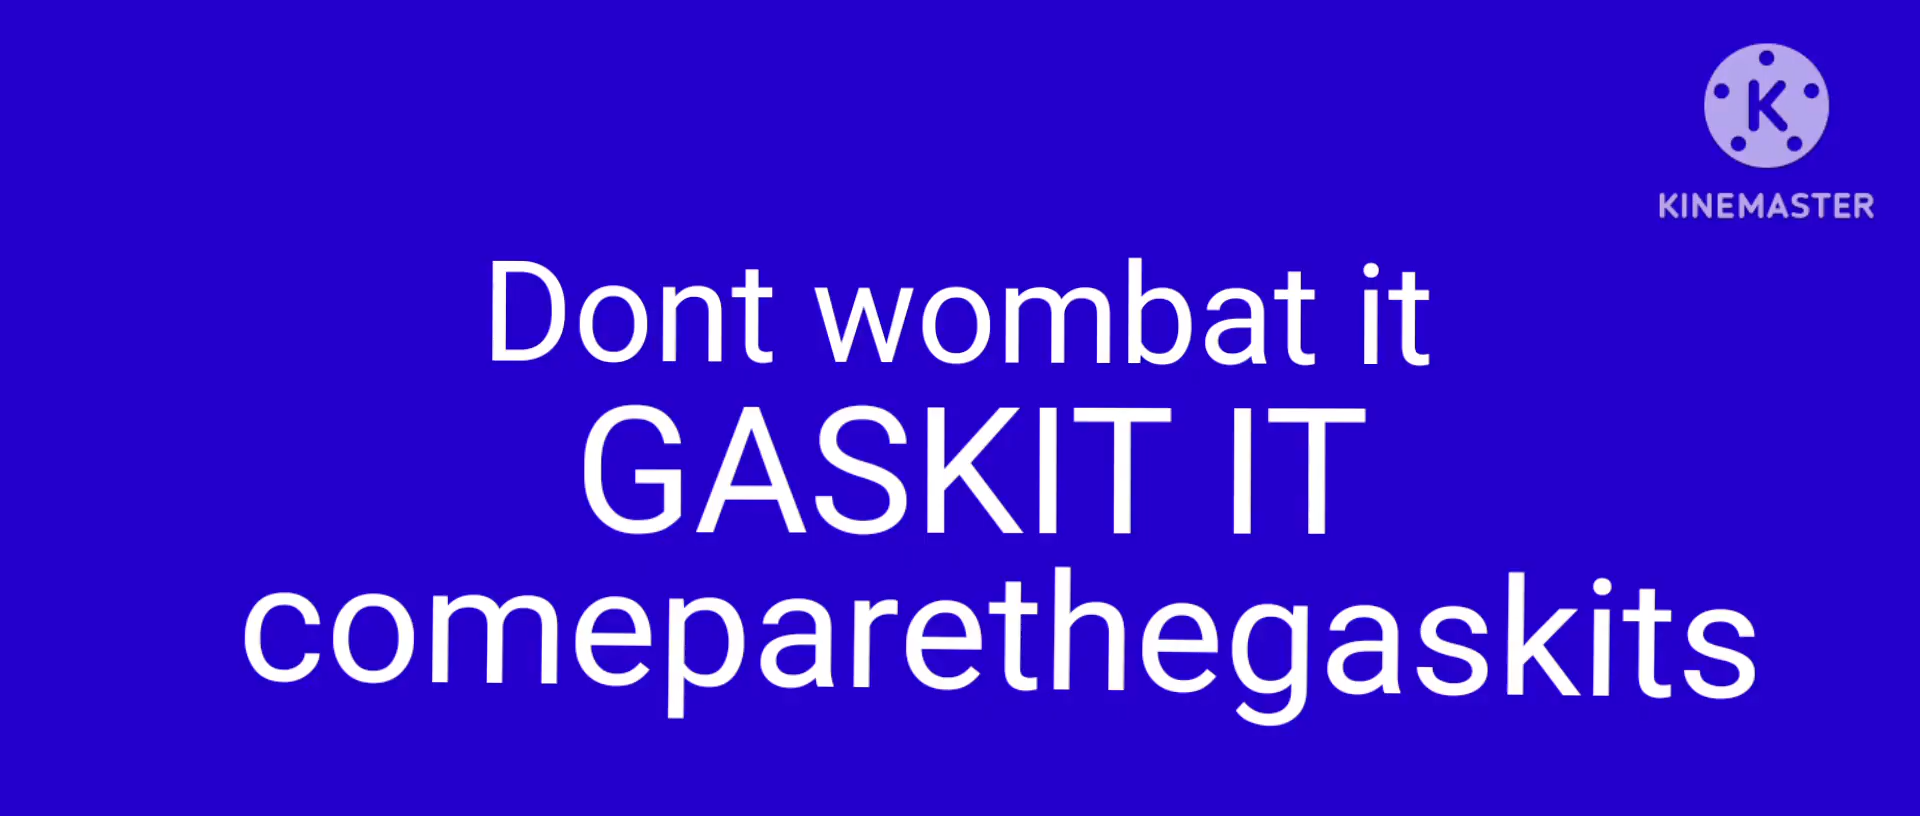 K
KINEMASTER
Dont wombat it
GASKIT IT
comeparethegaskits